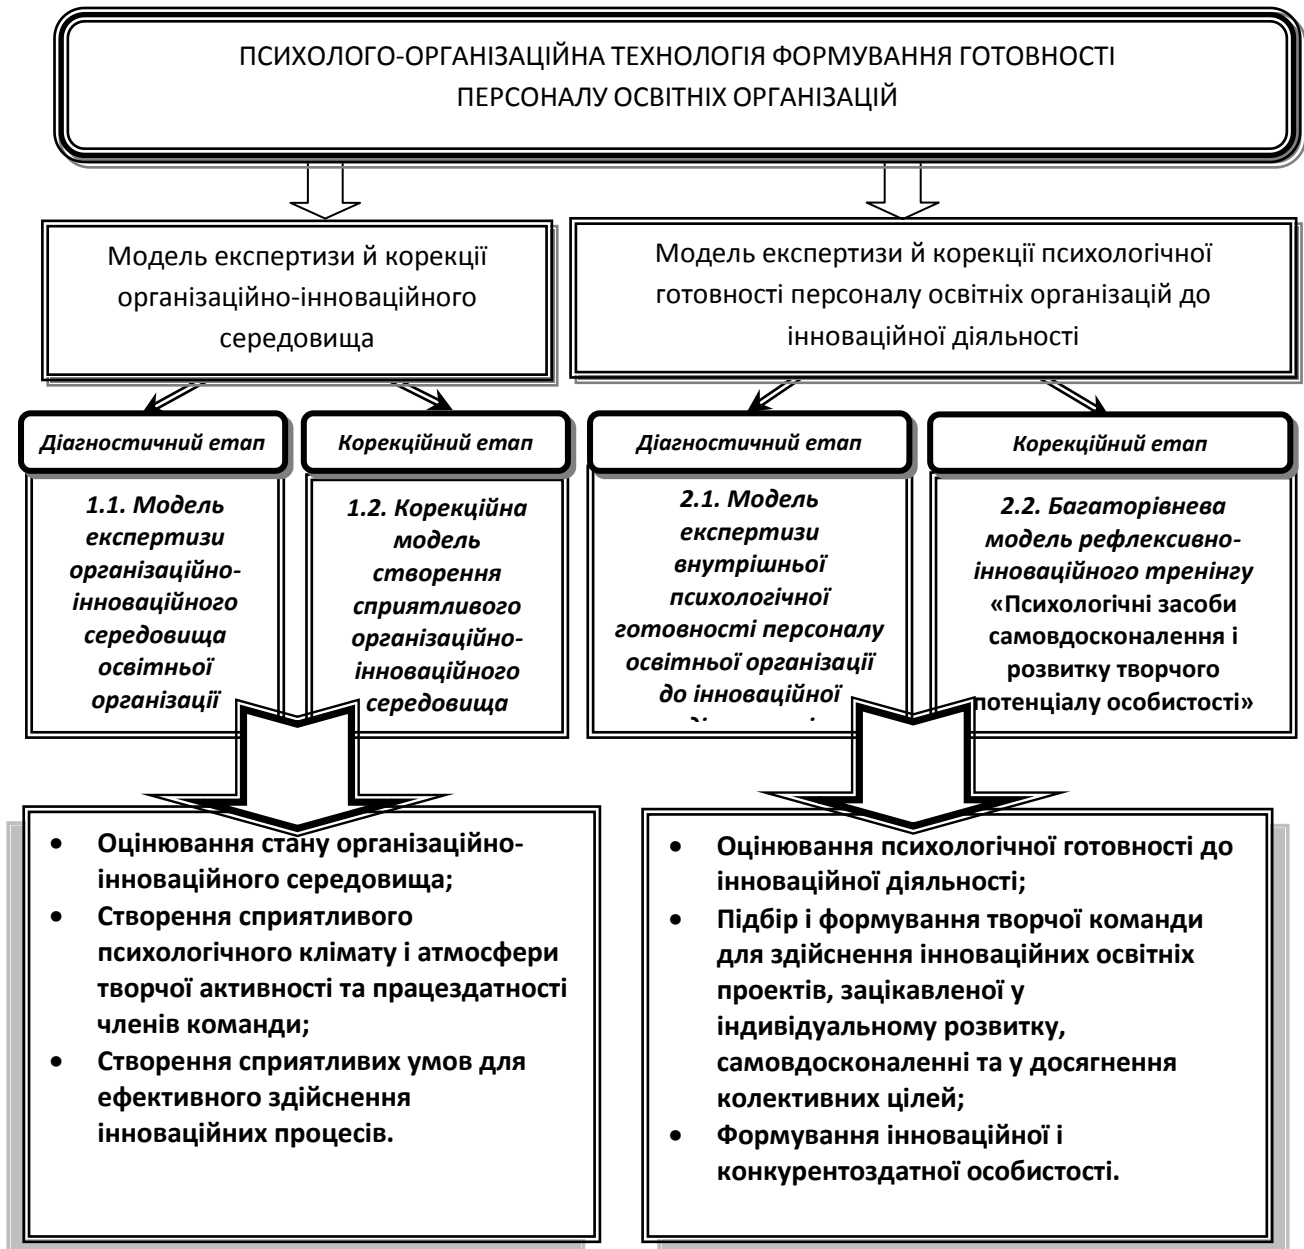 ПСИХОЛОГО-ОРГАНІЗАЦІЙНА ТЕХНОЛОГІЯ ФОРМУВАННЯ ГОТОВНОСТІ
ПЕРСОНАЛУ ОСВІТНІХ ОРГАНІЗАЦІЙ
Модель експертизи й корекції
організаційно-інноваційного
середовища
Модель експертизи й корекції психологічної
готовності персоналу освітніх організацій до
інноваційної діяльності
Діагностичний етап
Корекційний етап
Діагностичний етап
Корекційний етап
1.1. Модель
експертизи
організаційно-
інноваційного
середовища
освітньої
організації
1.2. Корекційна
модель
створення
сприятливого
організаційно-
інноваційного
середовища
2.1. Модель
експертизи
внутрішньої
психологічної
готовності персоналу
освітньої організації
до інноваційної
2.2. Багаторівнева
модель рефлексивно-
інноваційного тренінгу
«Психологічні засоби
самовдосконалення і
розвитку творчого
потенціалу особистості»
• Оцінювання стану організаційно-
інноваційного середовища;
• Створення сприятливого
психологічного клімату і атмосфери
творчої активності та працездатності
членів команди;
• Створення сприятливих умов для
ефективного здійснення
інноваційних процесів.
• Оцінювання психологічної готовності до
інноваційної діяльності;
• Підбір і формування творчої команди
для здійснення інноваційних освітніх
проектів, зацікавленої у
індивідуальному розвитку,
самовдосконаленні та у досягнення
колективних цілей;
• Формування інноваційної і
конкурентоздатної особистості.